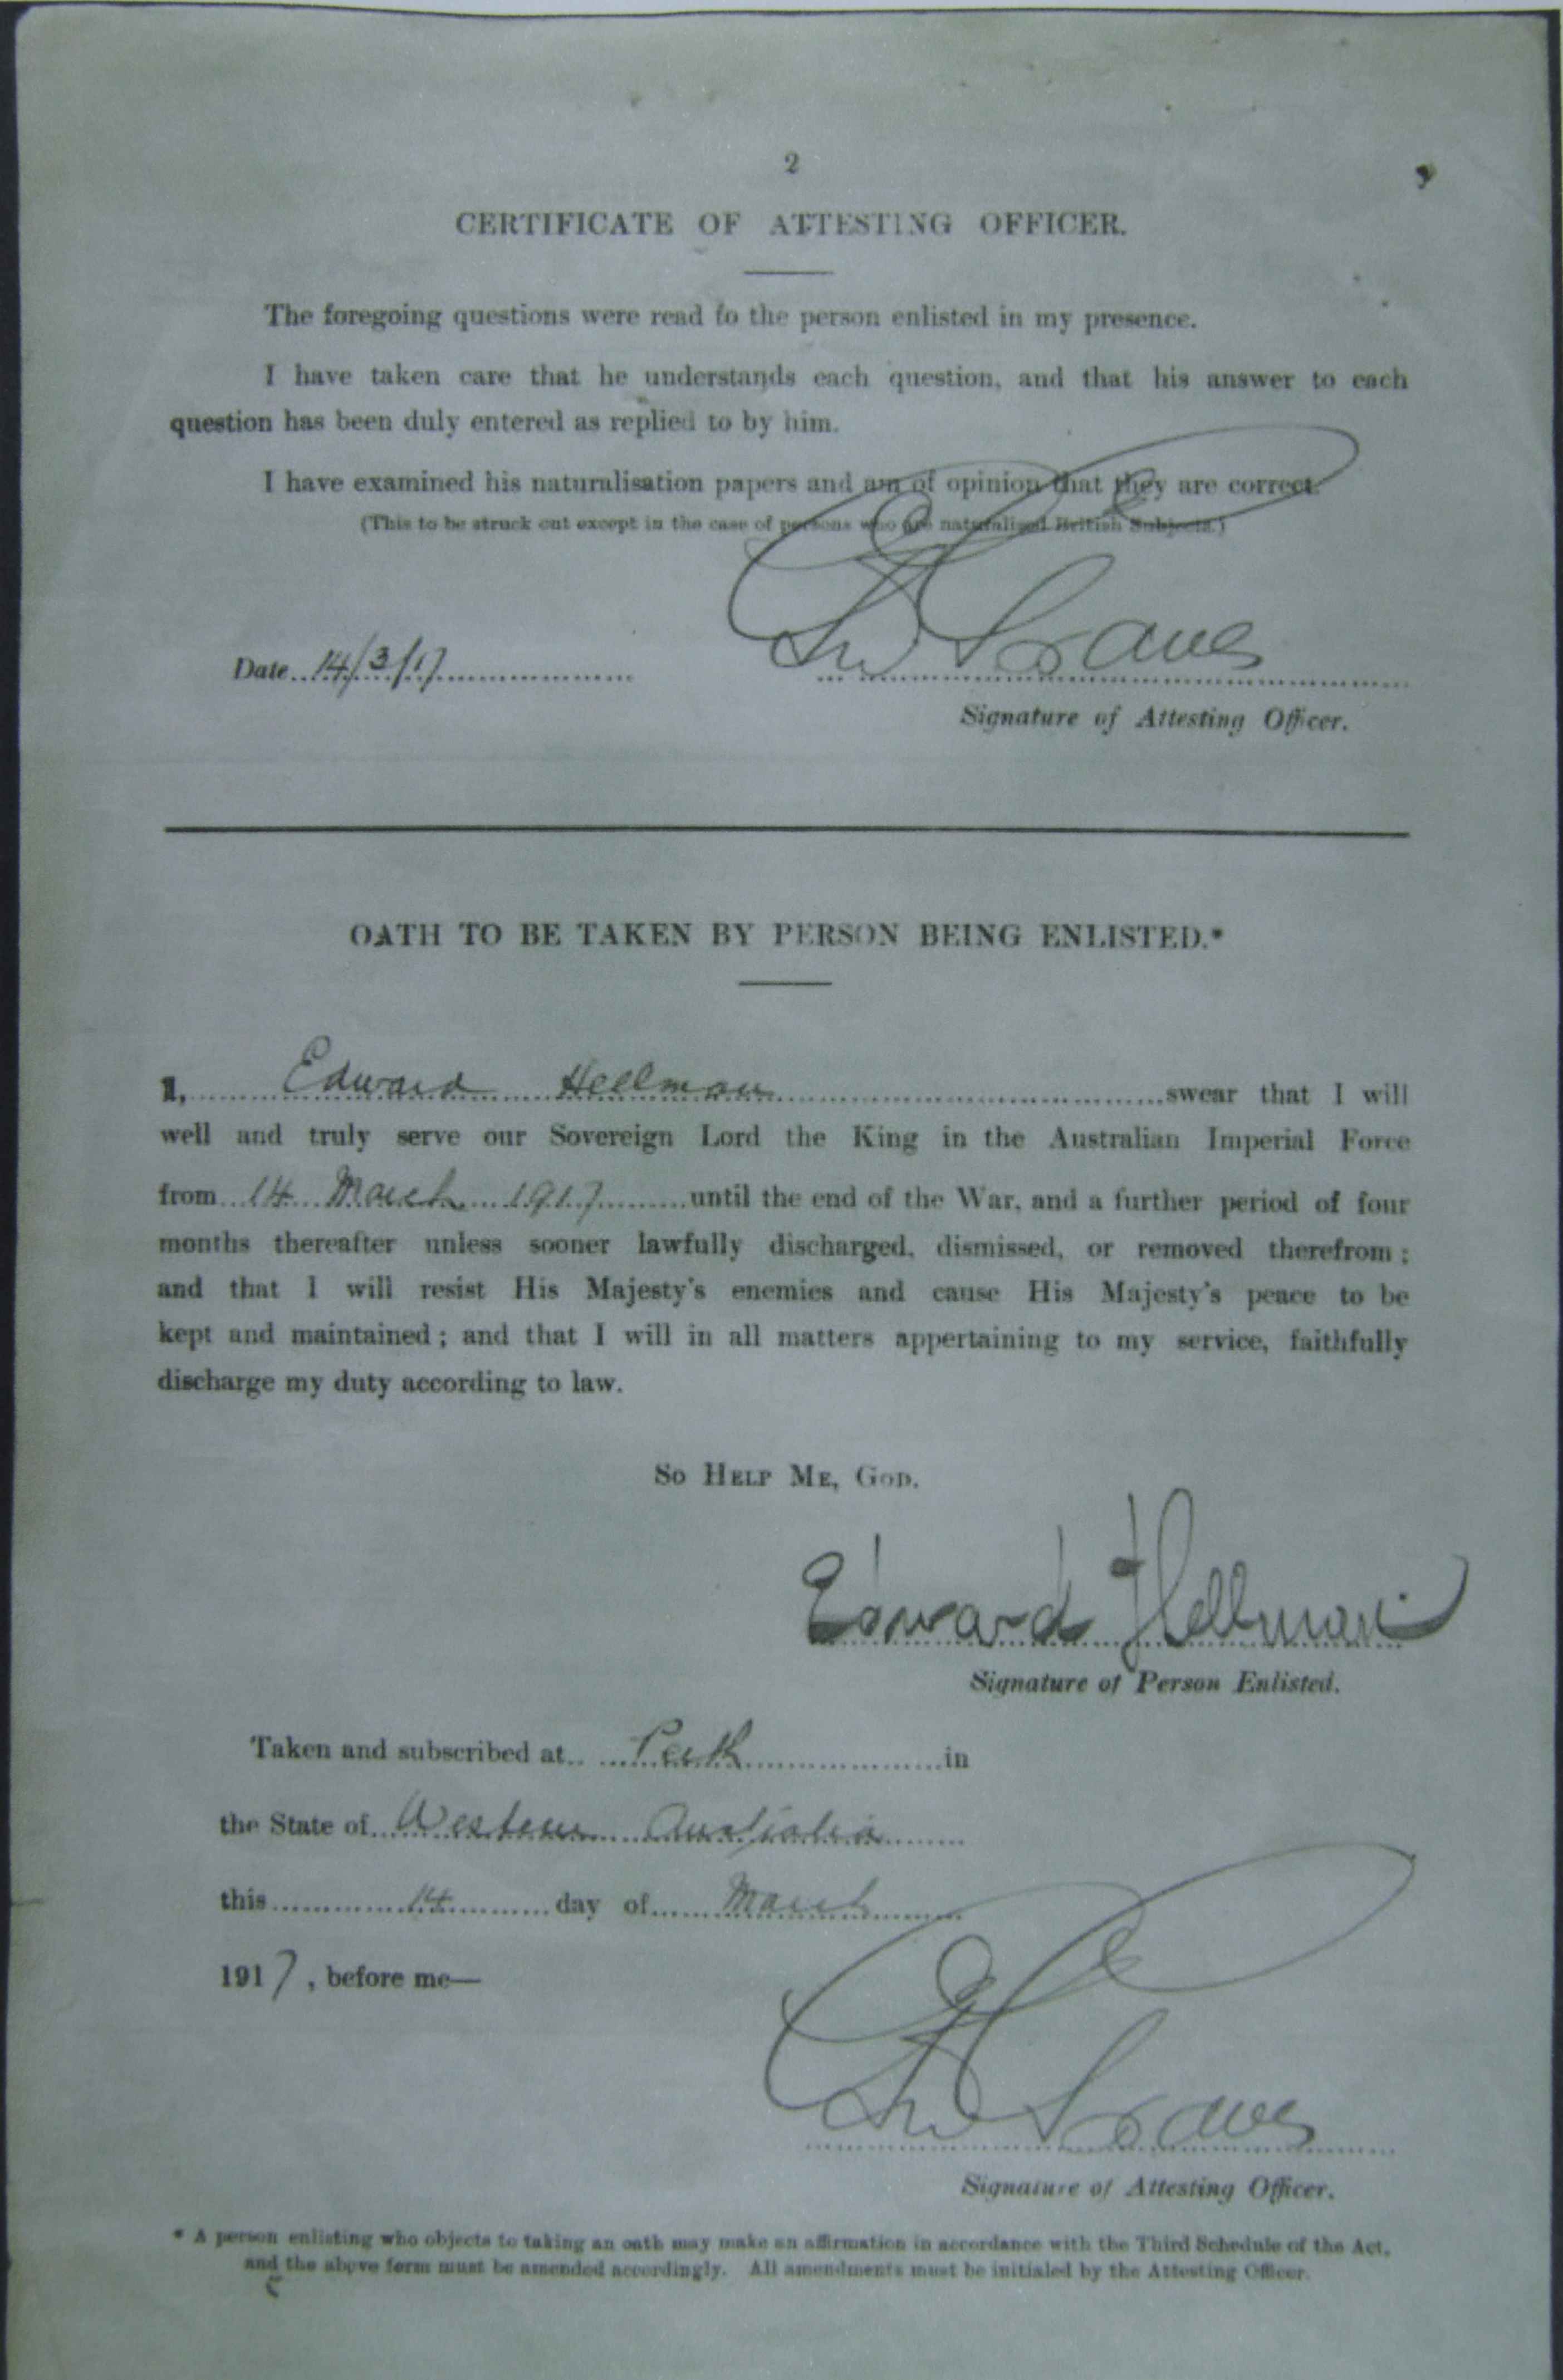 2
CERTIFICATE OF ATTESTING OFFICER.
The foregoing questions were read to the person enlisted in my presence.
I have taken care that he understands each question, and that his answer to each
question has been duly entered as replied to by him.
I have examined his naturalisation papers and am of opinion that they are correct.
(This to be struck out except in the case of persons who are naturalised British Subjects.)
Date 14/3/17
Signature of Attesting Officer.
OATH TO BE TAKEN BY PERSON BEING ENLISTED.*
I, Edward Hellman swear that I will
well and truly serve our Sovereign Lord the King in the Australian Imperial Force
from 14 March 1917 until the end of the War, and a further period of four
months thereafter unless sooner lawfully discharged, dismissed, or removed therefrom;
and that I will resist His Majesty's enemies and cause His Majesty's peace to be
kept and maintained; and that I will in all matters appertaining to my service, faithfully
discharge my duty according to law.
SO HELP ME, GOD.
Edward Hellman
Signature of Person Enlisted.
Taken and subscribed at Perth in
the State of Western Australia
this 14 day of March
1917, before me—
Signature of Attesting Officer.
* A person enlisting who objects to taking an oath may make an affirmation in accordance with the Third Schedule of the Act,
and the above form must be amended accordingly. All amendments must be initialed by the Attesting Officer.